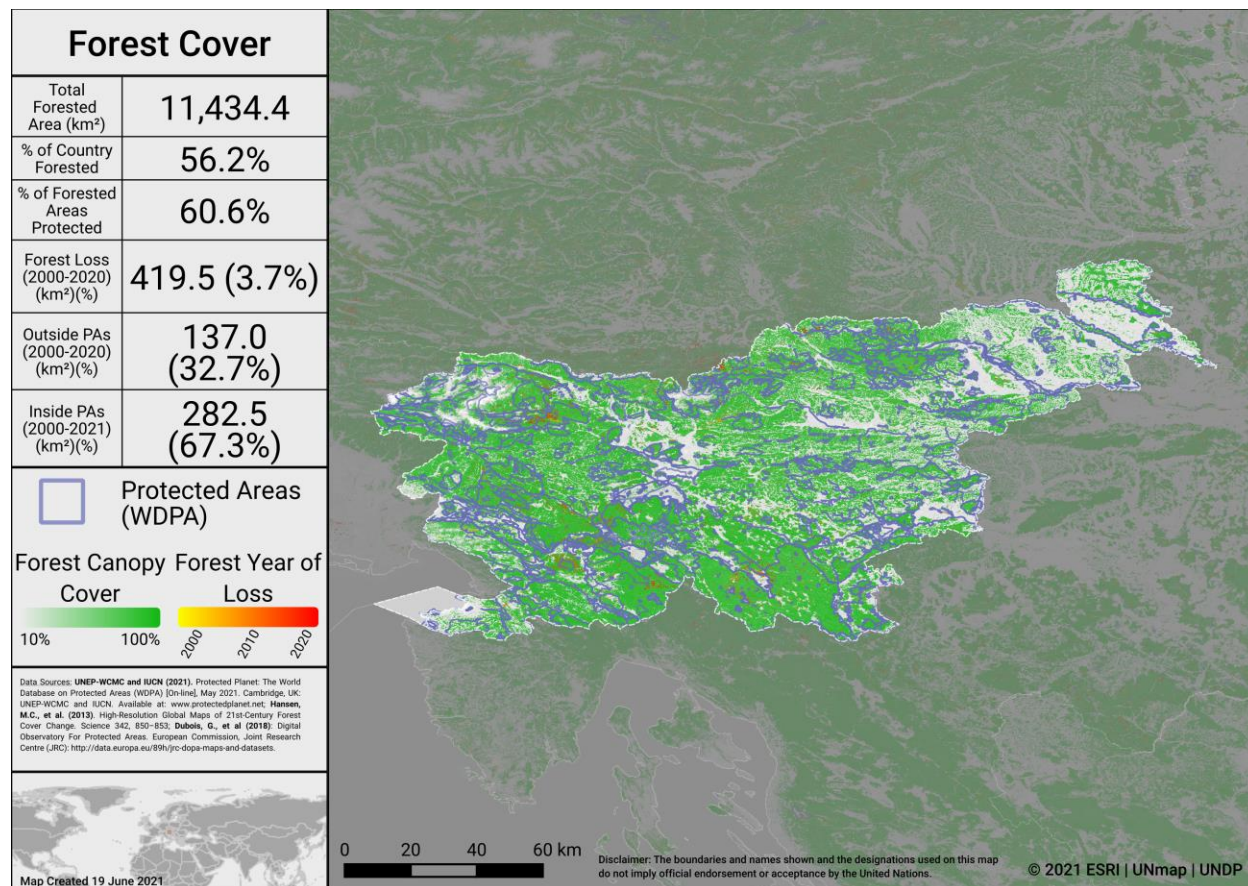 Forest Cover
Total
Forested
Area (km²)
11,434.4
% of Country
Forested
56.2%
% of Forested
Areas
Protected
60.6%
Forest Loss
(2000-2020)
(km²)(%)
419.5 (3.7%)
Outside PAs
(2000-2020)
(km²)(%)
137.0
(32.7%)
Inside PAs
(2000-2021)
(km²)(%)
282.5
(67.3%)
Protected Areas
(WDPA)
Forest Canopy
Cover
10%
100%
Forest Year of
Loss
2000
2010
2020
Data Sources: UNEP-WCMC and IUCN (2021). Protected Planet: The World
Database on Protected Areas (WDPA) [On-line], May 2021. Cambridge, UK:
UNEP-WCMC and IUCN. Available at: www.protectedplanet.net; Hansen,
M.C., et al. (2013). High-Resolution Global Maps of 21st-Century Forest
Cover Change. Science 342, 850–853; Dubois, G., et al (2018): Digital
Observatory For Protected Areas. European Commission, Joint Research
Centre (JRC): http://data.europa.eu/89h/jrc-dopa-maps-and-datasets.
Map Created 19 June 2021
0 20 40 60 km
Disclaimer: The boundaries and names shown and the designations used on this map
do not imply official endorsement or acceptance by the United Nations.
© 2021 ESRI | UNmap | UNDP